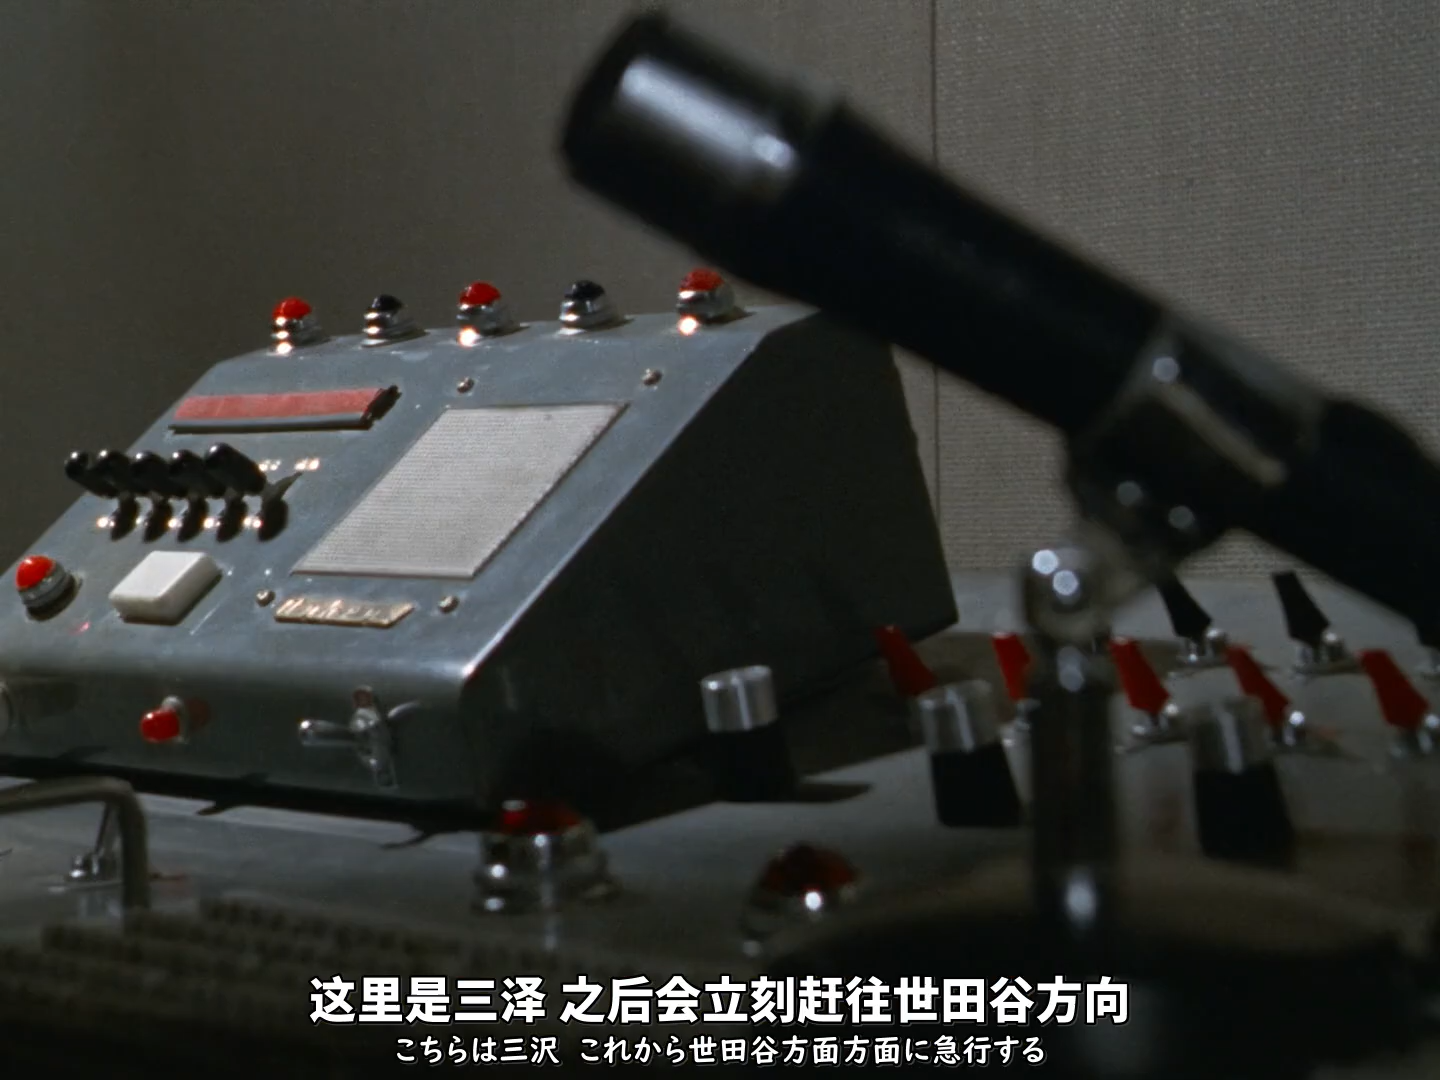 这里是三泽 之后会立刻赶往世田谷方向
こちらは三沢 これから世田谷方面方面に急行する